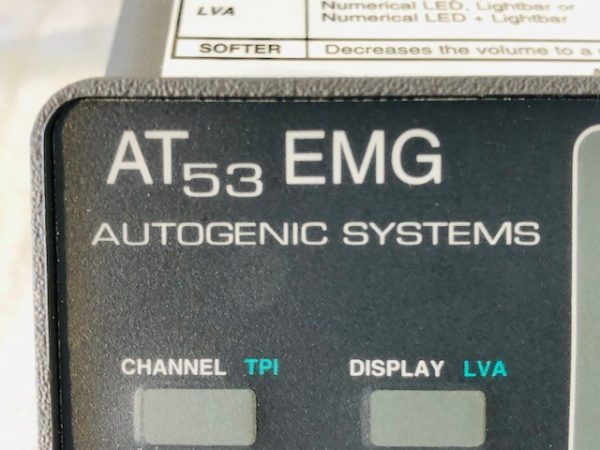 LVA
Numerical LED, Lightbar or
Numerical LED + Lightbar
SOFTER Decreases the volume to a
AT53 EMG
AUTOGENIC SYSTEMS
CHANNEL TPI DISPLAY LVA